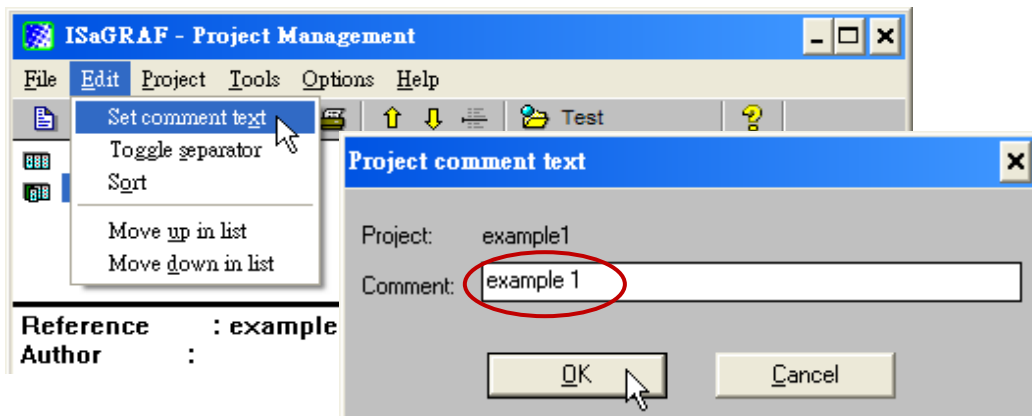 ISaGRAF - Project Management
File Edit Project Tools Options Help
Set comment text
Test
Toggle separator
Sort
Move up in list
Move down in list
Reference : example
Author :
Project comment text
Project: example1
Comment: example 1
OK Cancel